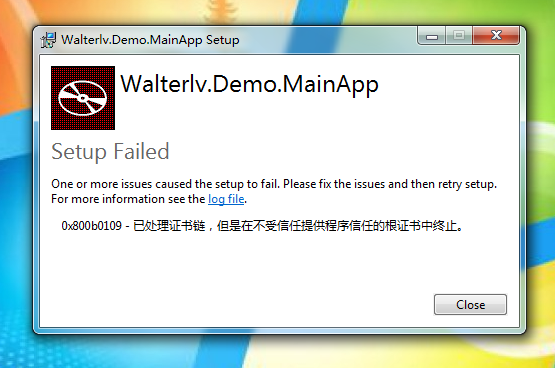 Walterlv.Demo.MainApp Setup
Walterlv.Demo.MainApp
Setup Failed
One or more issues caused the setup to fail. Please fix the issues and then retry setup.
For more information see the log file.
0x800b0109 - 已处理证书链，但是在不受信任提供程序信任的根证书中终止。
Close